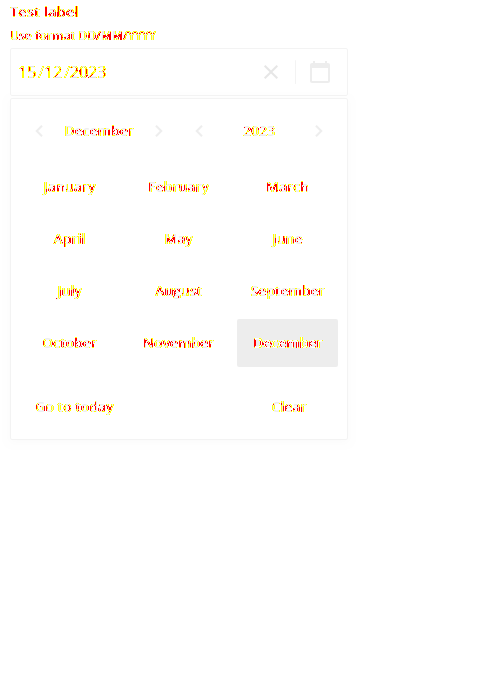 Test label
Use format DD/MM/YYYY
15/12/2023
December 2023
January February March
April May June
July August September
October November December
Go to today Clear